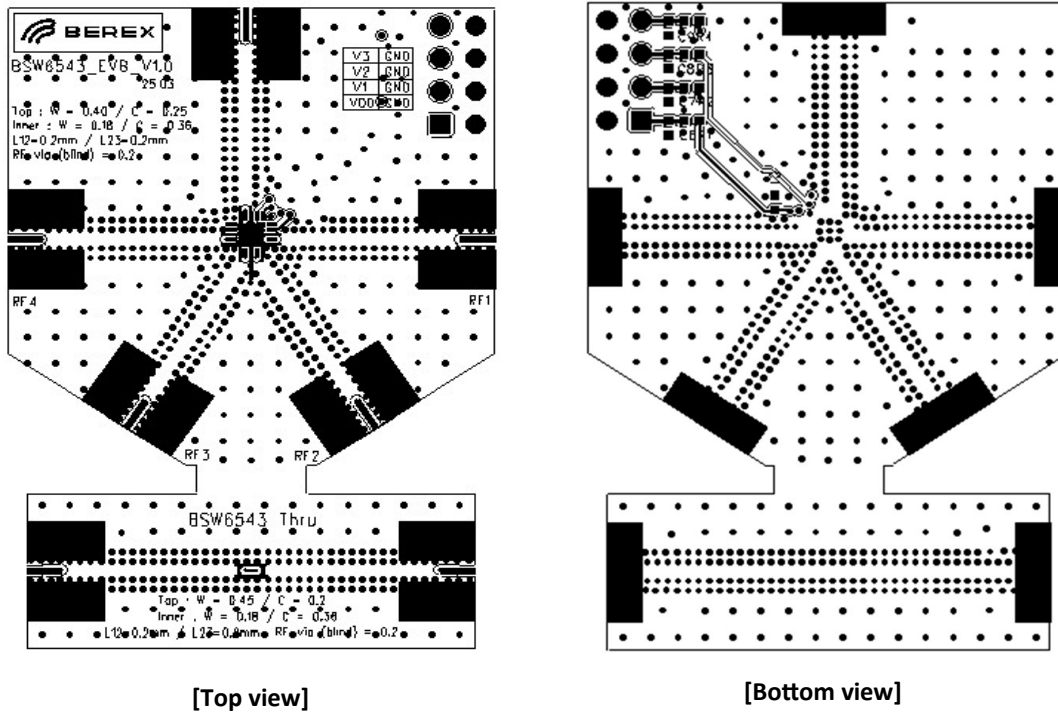 BEREX
BSW6543_EVB_V1.0
25 03
V3 GND
V2 GND
V1 GND
VDD GND
Top : W = 0.40 / C = 0.25
Inner : W = 0.18 / C = 0.36
L12=0.2mm / L23=0.2mm
RF via (blind) = 0.2
RF4
RF1
RF3
RF2
BSW6543 Thru
Top : W = 0.45 / C = 0.2
Inner : W = 0.18 / C = 0.36
L12=0.2mm / L23=0.2mm RF via (blind) = 0.2
[Top view]
[Bottom view]